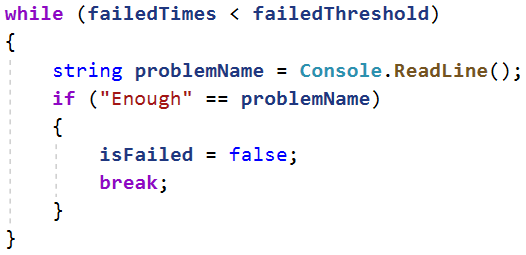 while (failedTimes < failedThreshold)
{
    string problemName = Console.ReadLine();
    if ("Enough" == problemName)
    {
        isFailed = false;
        break;
    }
}